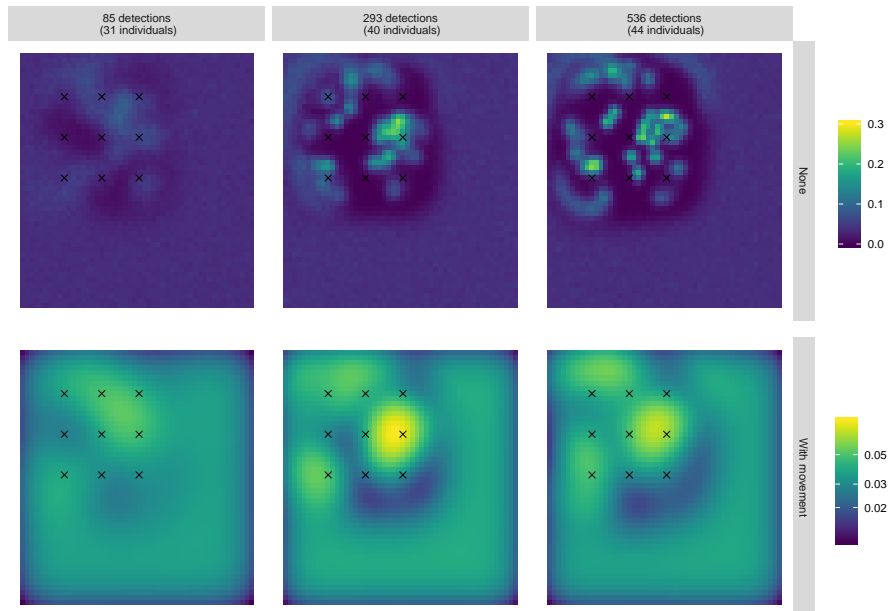 85 detections
(31 individuals)
293 detections
(40 individuals)
536 detections
(44 individuals)
None
0.3
0.2
0.1
0.0
With movement
0.05
0.03
0.02